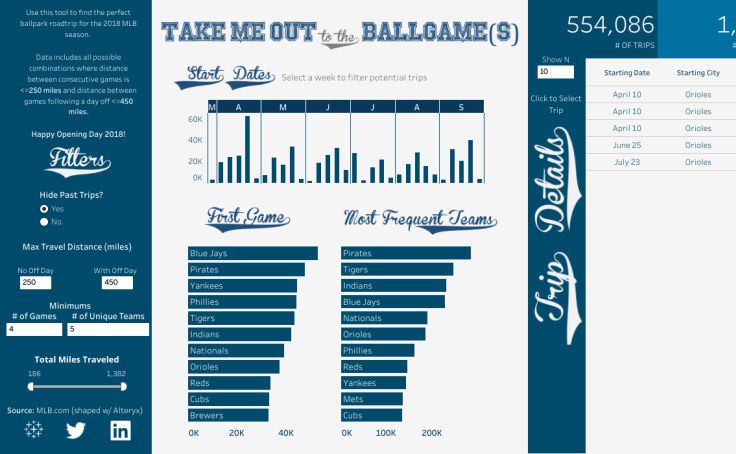 Use this tool to find the perfect
ballpark roadtrip for the 2018 MLB
season.
Data includes all possible
combinations where distance
between consecutive games is
<=250 miles and distance between
games following a day off <=450
miles.
Happy Opening Day 2018!
Filters
Hide Past Trips?
Yes
No
Max Travel Distance (miles)
No Off Day With Off Day
250 450
Minimums
# of Games # of Unique Teams
4 5
Total Miles Traveled
186 1,382
Source: MLB.com (shaped w/ Alteryx)
in
TAKE ME OUT to the BALLGAME(S)
Start Dates Select a week to filter potential trips
M A M J J A S
60K
40K
20K
0K
First Game
Blue Jays
Pirates
Yankees
Phillies
Tigers
Indians
Nationals
Orioles
Reds
Cubs
Brewers
0K 20K 40K
Most Frequent Teams
Pirates
Tigers
Indians
Blue Jays
Nationals
Orioles
Phillies
Reds
Yankees
Mets
Cubs
0K 100K 200K
554,086
# OF TRIPS
1,
Show N
10
Click to Select
Trip
Trip Details
Starting Date Starting City
April 10 Orioles
April 10 Orioles
April 10 Orioles
June 25 Orioles
July 23 Orioles